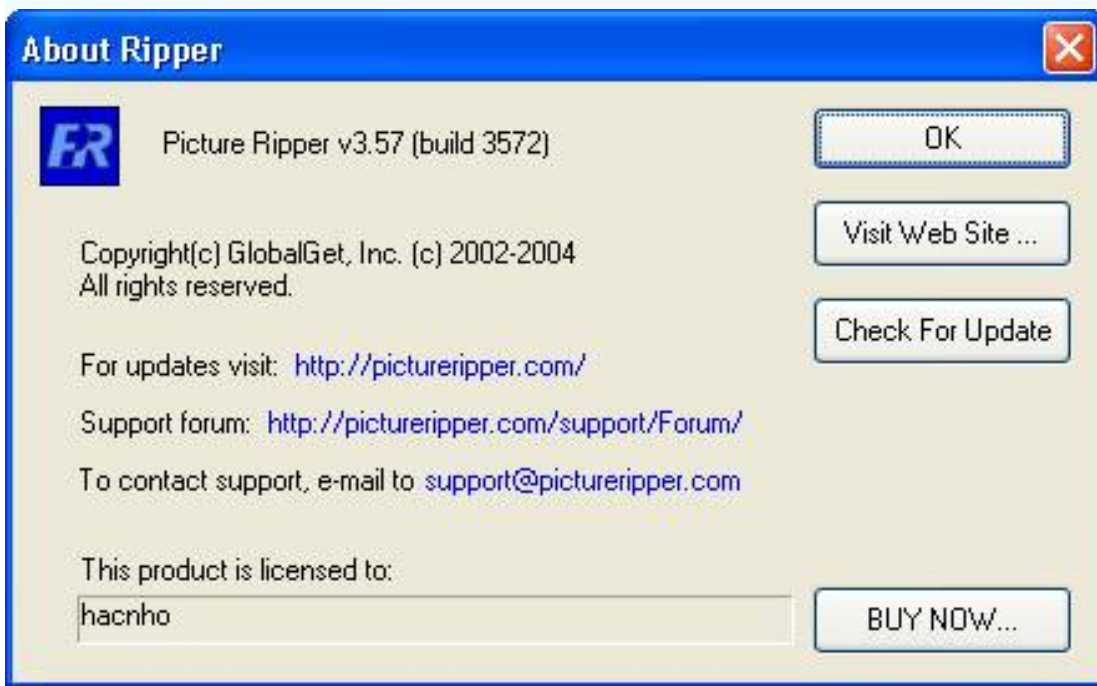 About Ripper
FR
Picture Ripper v3.57 (build 3572)
OK
Copyright(c) GlobalGet, Inc. (c) 2002-2004
All rights reserved.
Visit Web Site ...
Check For Update
For updates visit: http://pictureripper.com/
Support forum: http://pictureripper.com/support/Forum/
To contact support, e-mail to support@pictureripper.com
This product is licensed to:
hacnho
BUY NOW...